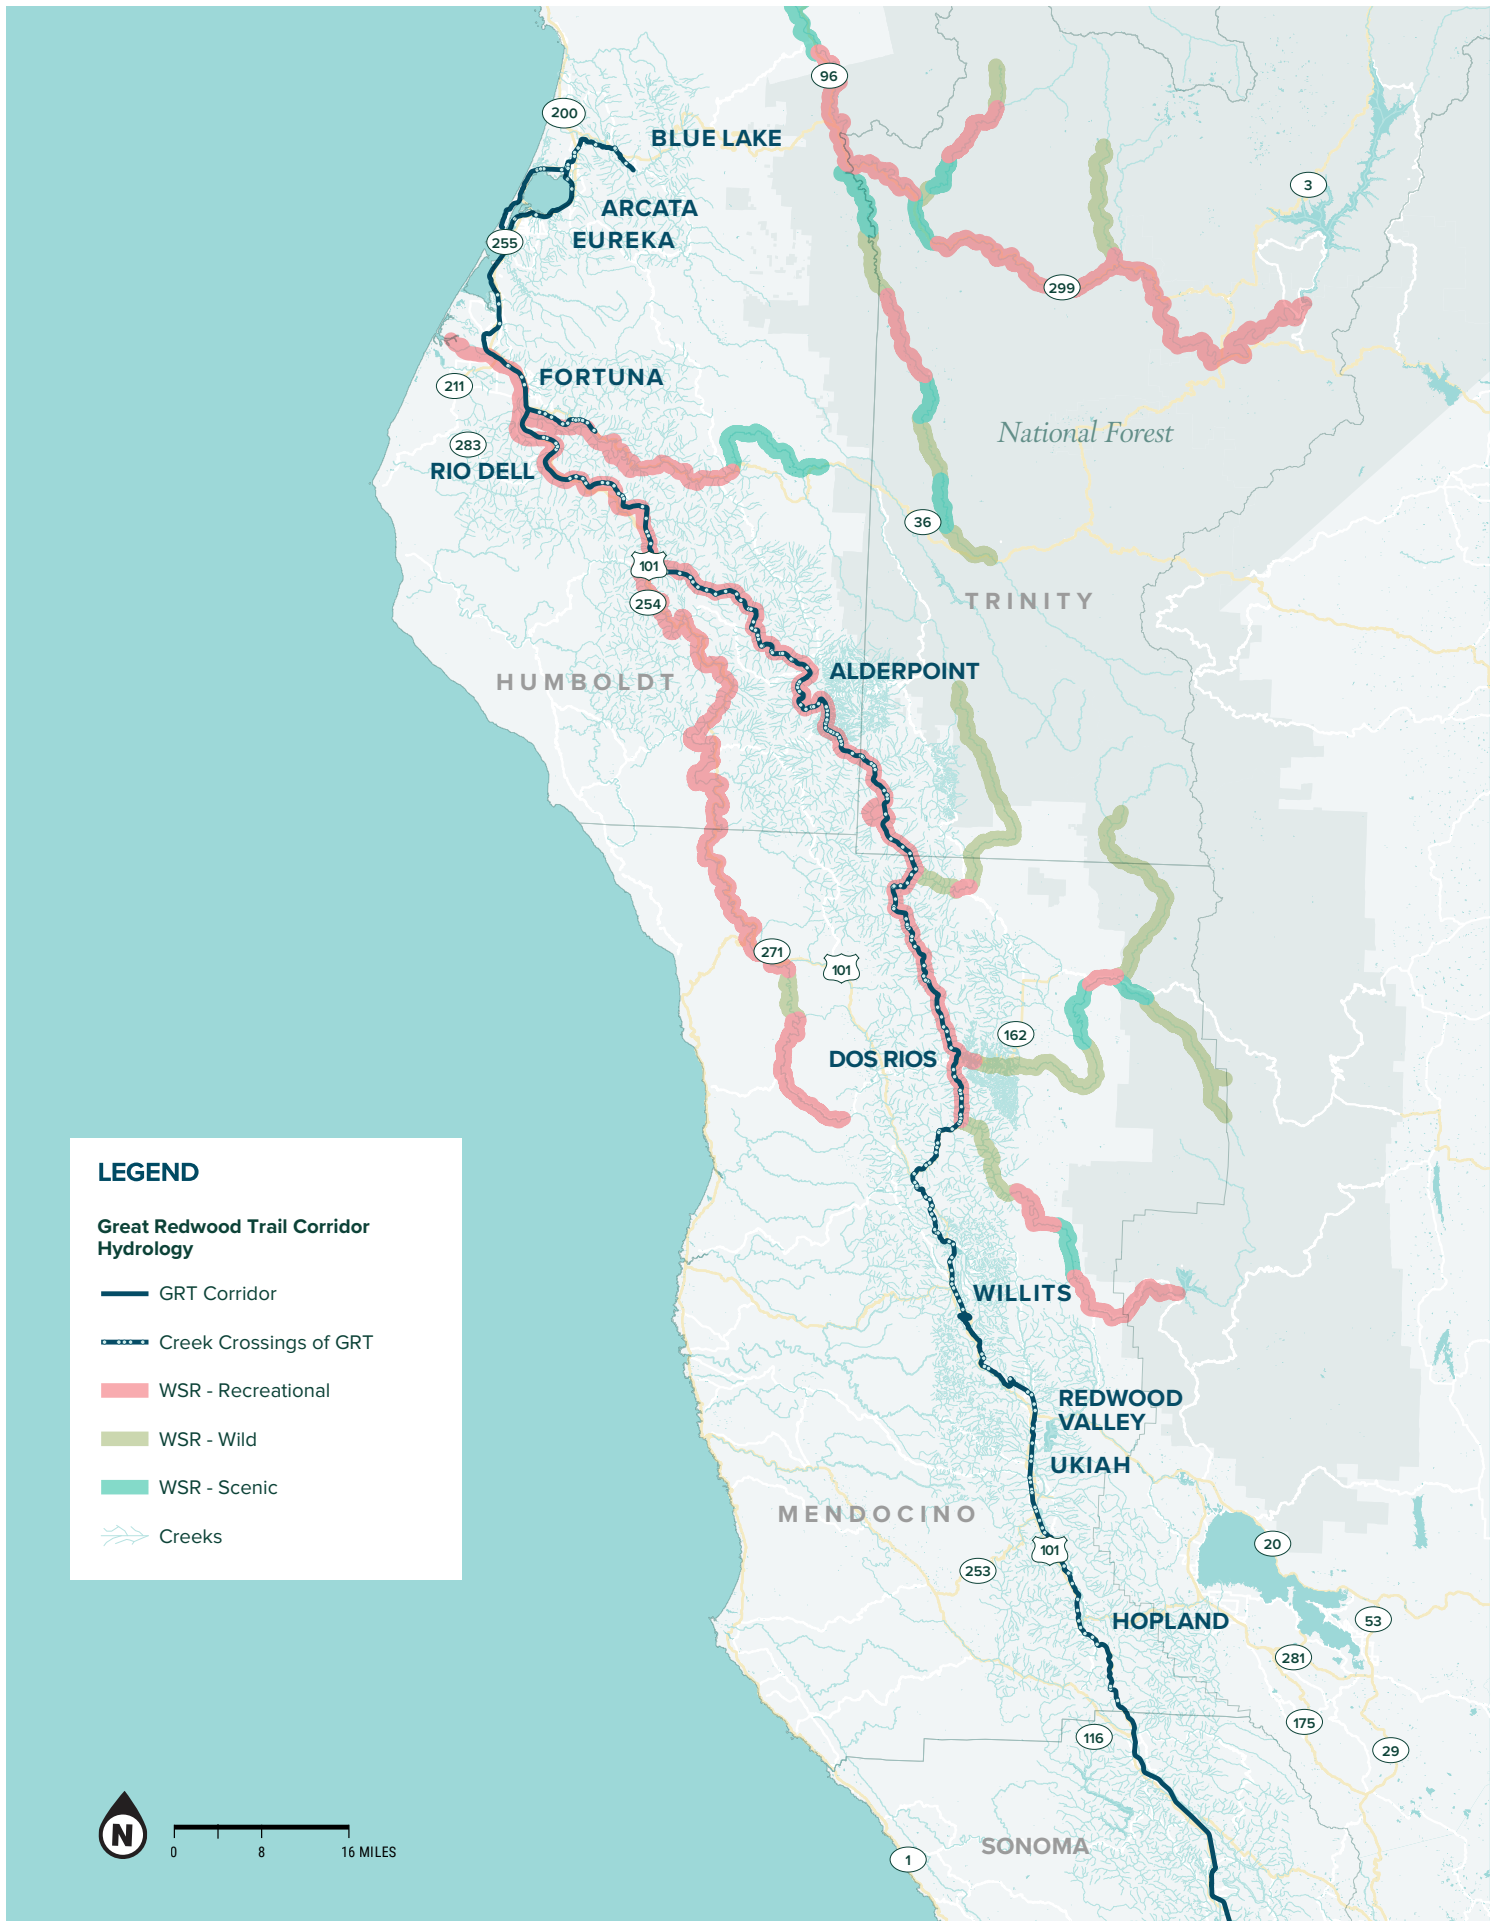 96
200
BLUE LAKE
3
ARCATA
EUREKA
255
299
FORTUNA
211
National Forest
283
RIO DELL
36
101
254
TRINITY
ALDERPOINT
HUMBOLDT
271
101
162
DOS RIOS
LEGEND
Great Redwood Trail Corridor
Hydrology
GRT Corridor
Creek Crossings of GRT
WSR - Recreational
WSR - Wild
WSR - Scenic
Creeks
WILLITS
REDWOOD
VALLEY
UKIAH
MENDOCINO
101
20
253
HOPLAND
53
281
175
116
29
SONOMA
1
N
0 8 16 MILES